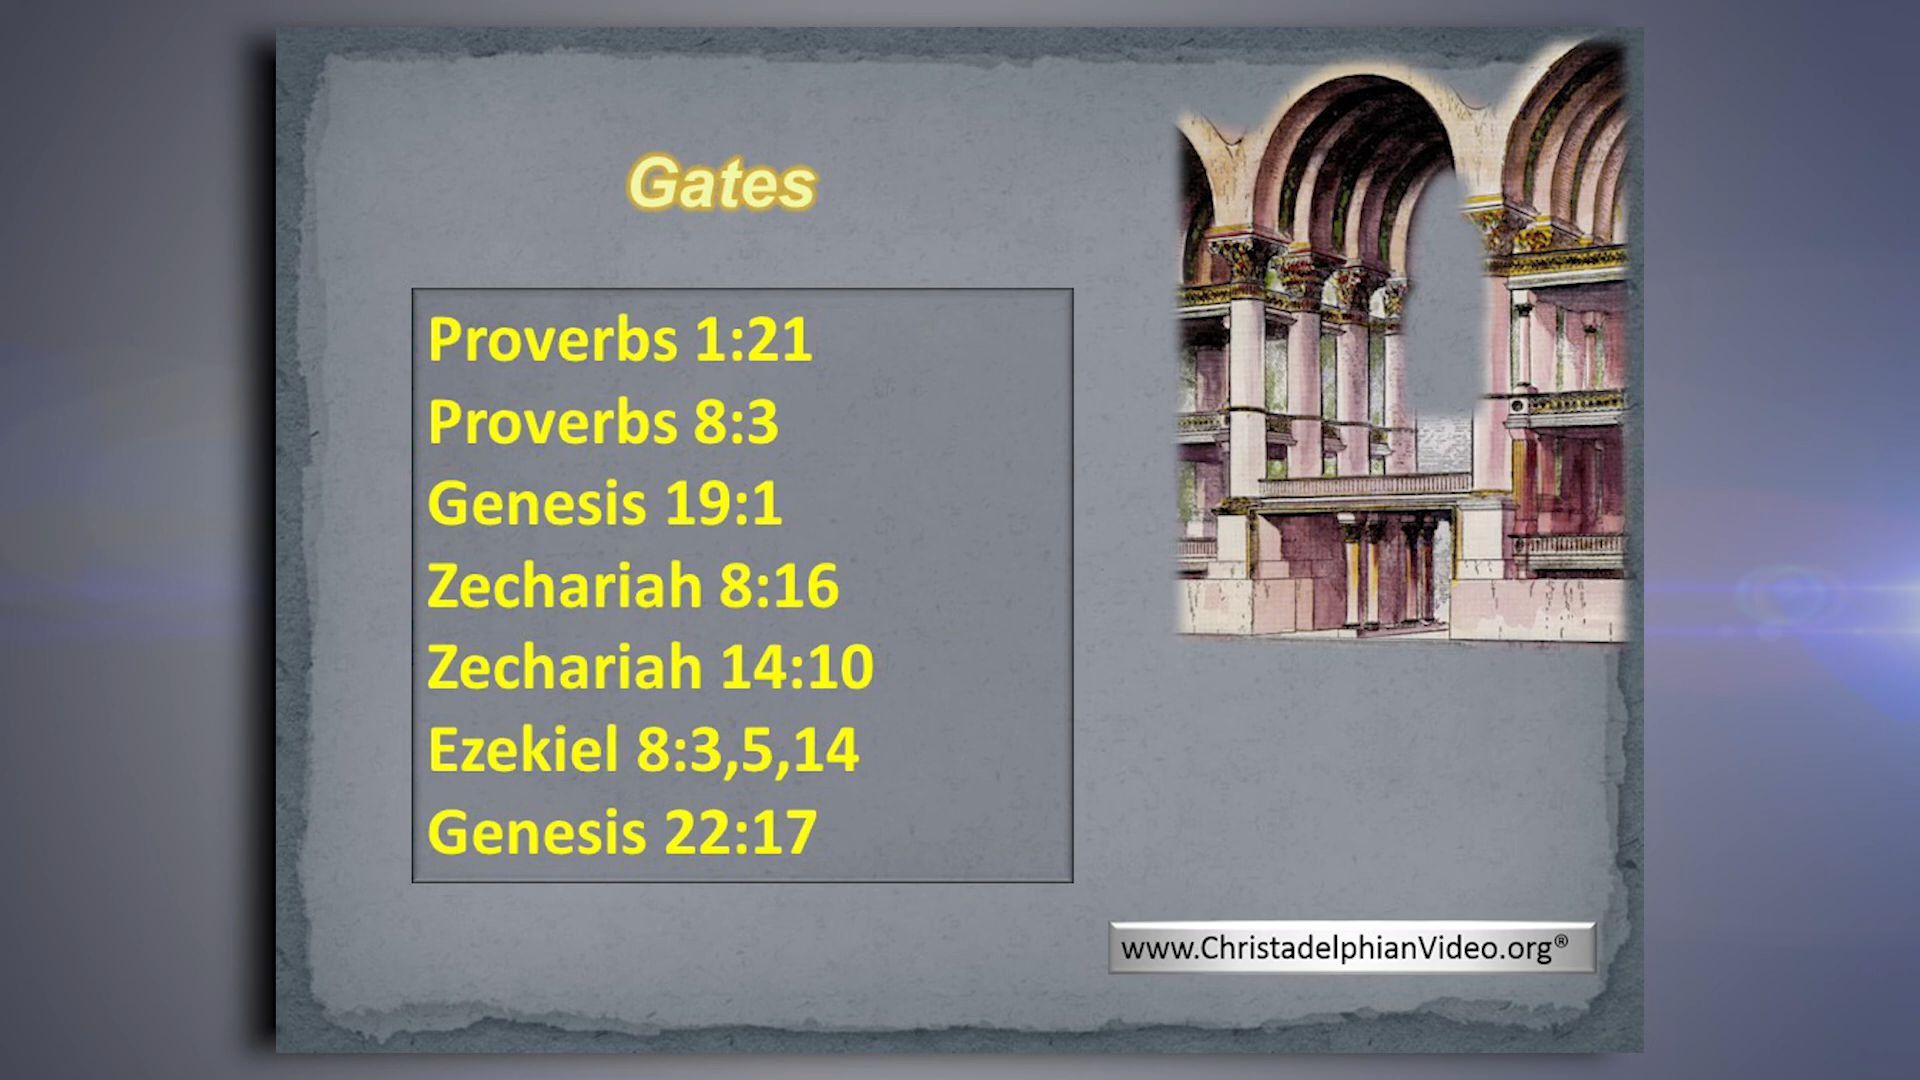 Gates
Proverbs 1:21
Proverbs 8:3
Genesis 19:1
Zechariah 8:16
Zechariah 14:10
Ezekiel 8:3,5,14
Genesis 22:17
www.ChristadelphianVideo.org®